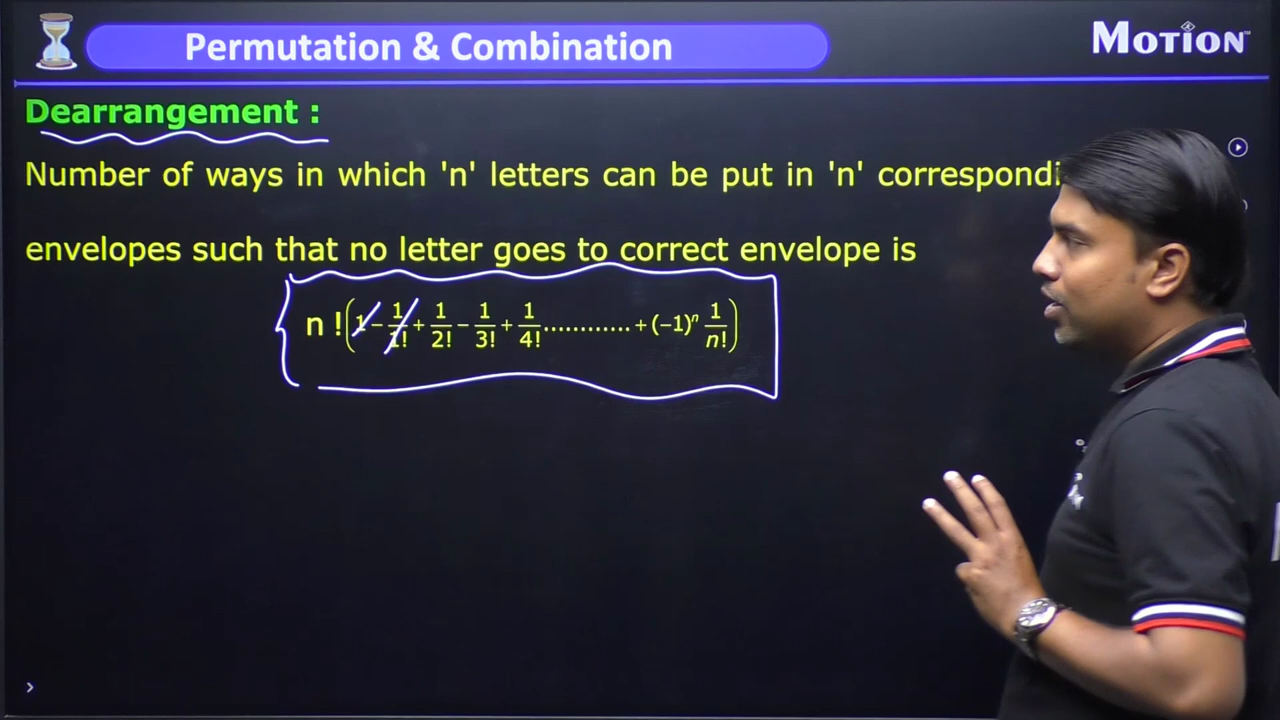 Permutation & Combination
MOTION™
Dearrangement :
Number of ways in which 'n' letters can be put in 'n' correspondi
envelopes such that no letter goes to correct envelope is
n !(1 − 1/1! + 1/2! − 1/3! + 1/4! ............ + (−1)ⁿ 1/n!)